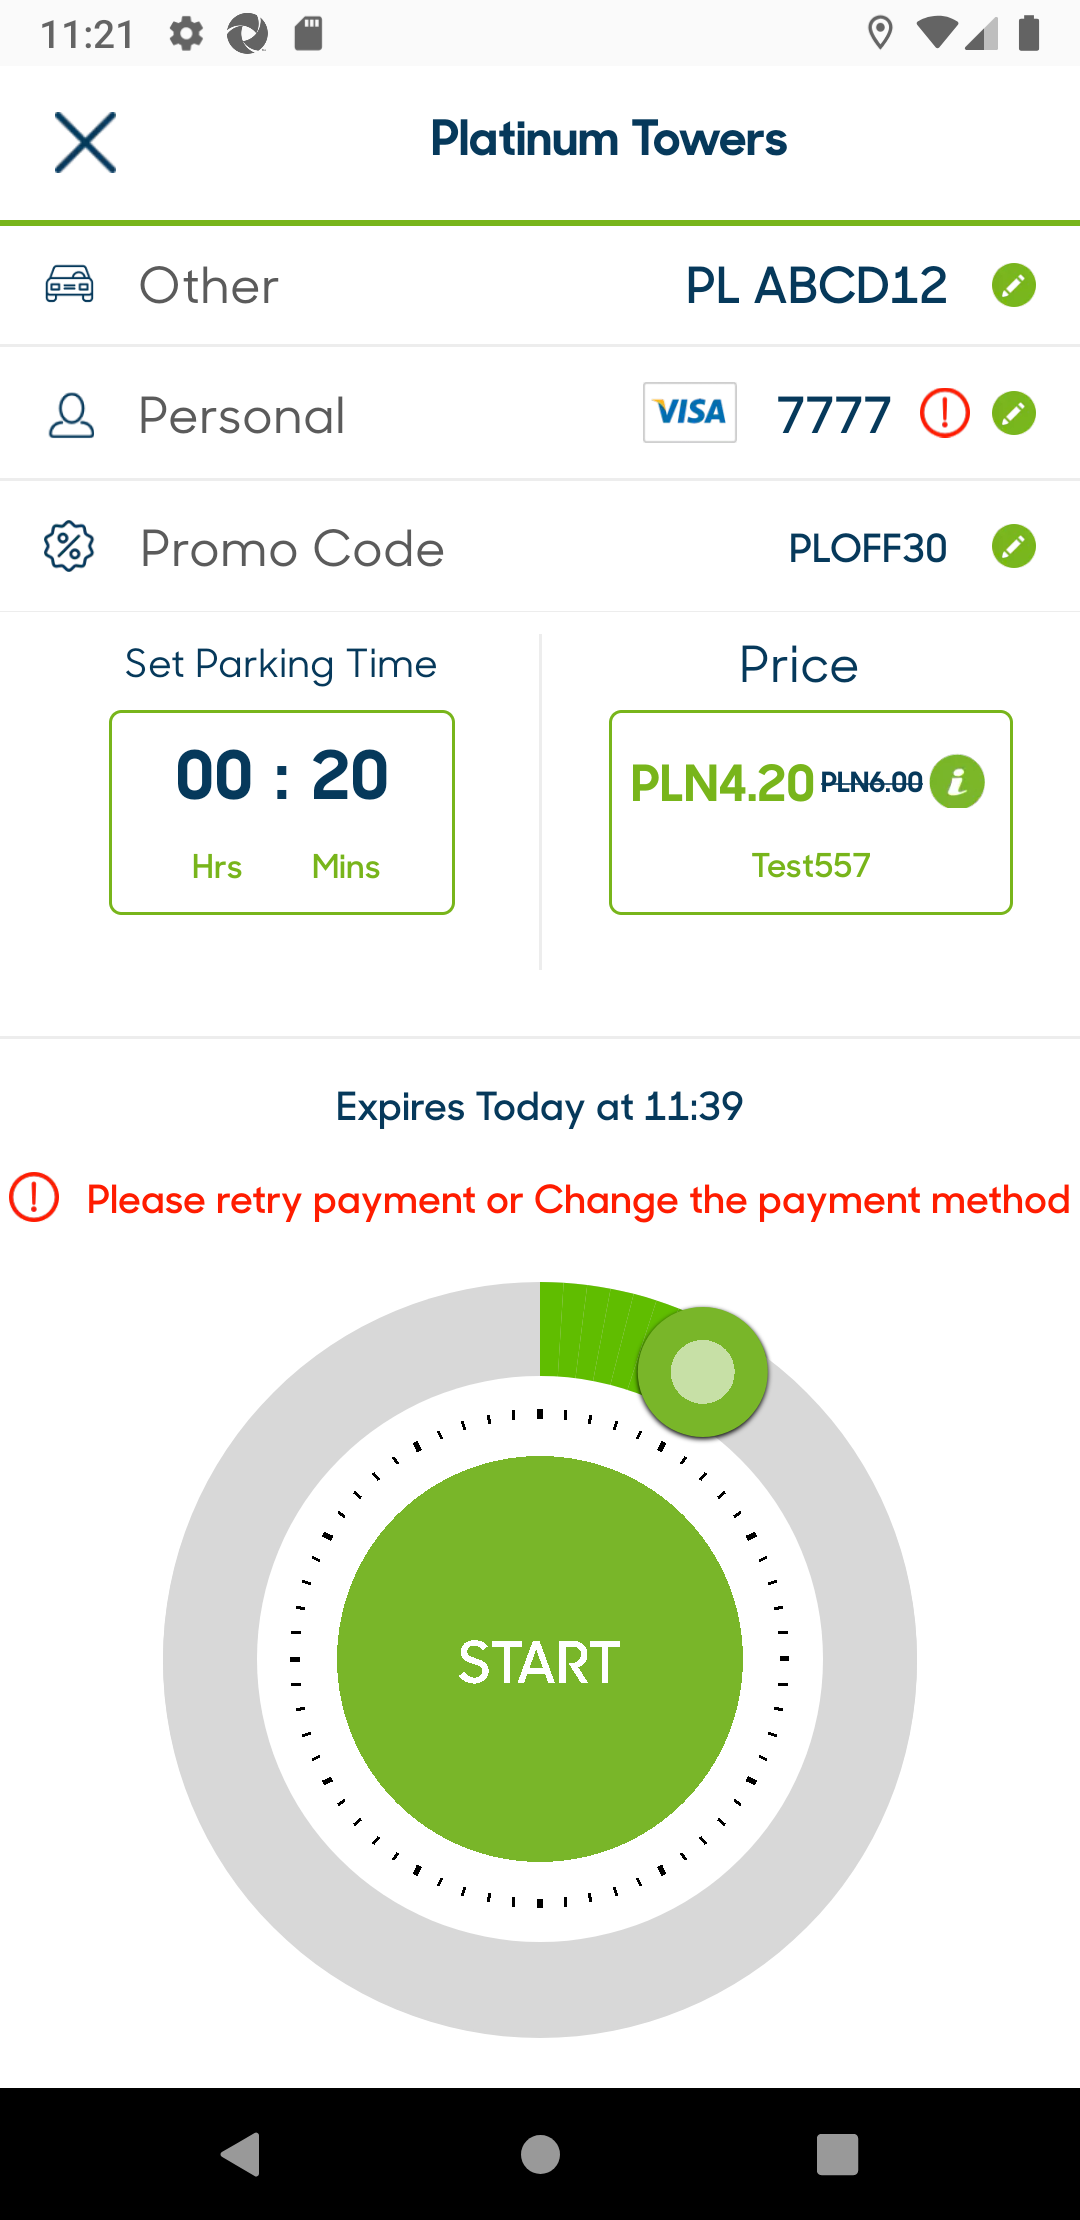 11:21
Platinum Towers
Other PL ABCD12
Personal VISA 7777
Promo Code PLOFF30
Set Parking Time
Price
00 : 20
Hrs Mins
PLN4.20 PLN6.00 i
Test557
Expires Today at 11:39
Please retry payment or Change the payment method
START